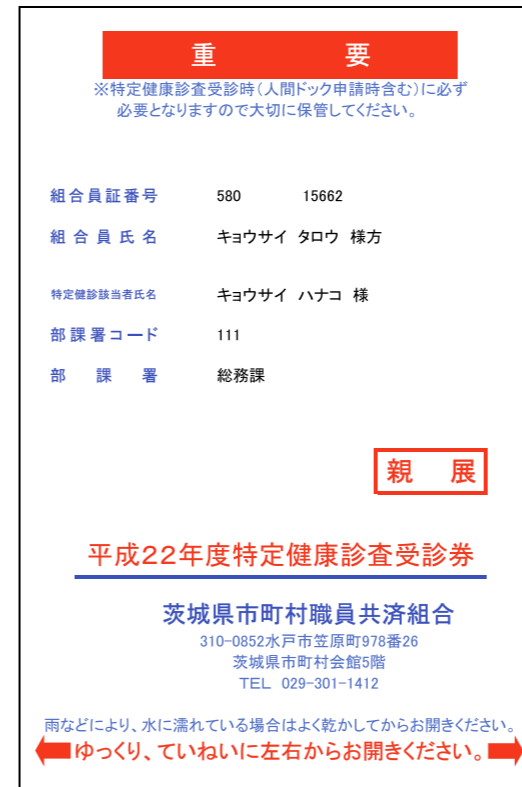 重 要
※特定健康診査受診時(人間ドック申請時含む)に必ず
必要となりますので大切に保管してください。
組合員証番号 580 15662
組合員氏名 キョウサイ タロウ 様方
特定健診該当者氏名 キョウサイ ハナコ 様
部課署コード 111
部課署 総務課
親 展
平成22年度特定健康診査受診券
茨城県市町村職員共済組合
310-0852水戸市笠原町978番26
茨城県市町村会館5階
TEL 029-301-1412
雨などにより、水に濡れている場合はよく乾かしてからお開きください。
ゆっくり、ていねいに左右からお開きください。